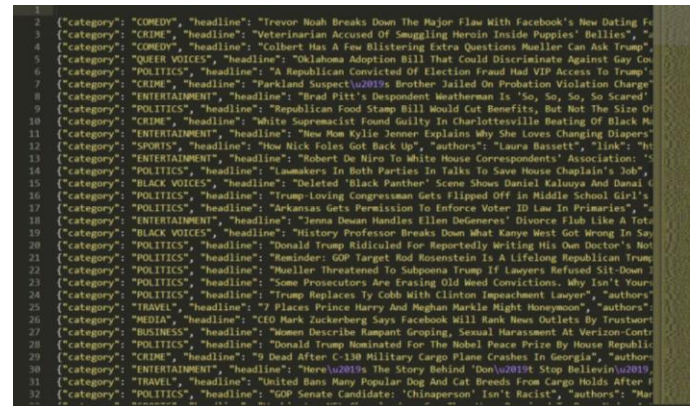 1
2 {"category": "COMEDY", "headline": "Trevor Noah Breaks Down The Major Flaw With Facebook's New Dating Fe
3 {"category": "CRIME", "headline": "Veterinarian Accused Of Smuggling Heroin Inside Puppies' Bellies", "a
4 {"category": "COMEDY", "headline": "Colbert Has A Few Blistering Extra Questions Mueller Can Ask Trump",
5 {"category": "QUEER VOICES", "headline": "Oklahoma Adoption Bill That Could Discriminate Against Gay Cou
6 {"category": "POLITICS", "headline": "A Republican Convicted Of Election Fraud Had VIP Access To Trump's
7 {"category": "CRIME", "headline": "Parkland Suspect\u2019s Brother Jailed On Probation Violation Charge"
8 {"category": "ENTERTAINMENT", "headline": "Brad Pitt's Despondent Weatherman Is 'So, So, So, So Scared'
9 {"category": "POLITICS", "headline": "Republican Food Stamp Bill Would Cut Benefits, But Not The Size Of
10 {"category": "CRIME", "headline": "White Supremacist Found Guilty In Charlottesville Beating Of Black Ma
11 {"category": "ENTERTAINMENT", "headline": "New Mom Kylie Jenner Explains Why She Loves Changing Diapers"
12 {"category": "SPORTS", "headline": "How Nick Foles Got Back Up", "authors": "Laura Bassett", "link": "ht
13 {"category": "ENTERTAINMENT", "headline": "Robert De Niro To White House Correspondents' Association: 'S
14 {"category": "POLITICS", "headline": "Lawmakers In Both Parties In Talks To Save House Chaplain's Job",
15 {"category": "BLACK VOICES", "headline": "Deleted 'Black Panther' Scene Shows Daniel Kaluuya And Danai G
16 {"category": "POLITICS", "headline": "Trump-Loving Congressman Gets Flipped Off in Middle School Girl's
17 {"category": "POLITICS", "headline": "Arkansas Gets Permission To Enforce Voter ID Law In Primaries", "a
18 {"category": "ENTERTAINMENT", "headline": "Jenna Dewan Handles Ellen DeGeneres' Divorce Flub Like A Tota
19 {"category": "BLACK VOICES", "headline": "History Professor Breaks Down What Kanye West Got Wrong In Say
20 {"category": "POLITICS", "headline": "Donald Trump Ridiculed For Reportedly Writing His Own Doctor's Not
21 {"category": "POLITICS", "headline": "Reminder: GOP Target Rod Rosenstein Is A Lifelong Republican Trump
22 {"category": "POLITICS", "headline": "Mueller Threatened To Subpoena Trump If Lawyers Refused Sit-Down I
23 {"category": "POLITICS", "headline": "Some Prosecutors Are Erasing Old Weed Convictions. Why Isn't Yours
24 {"category": "POLITICS", "headline": "Trump Replaces Ty Cobb With Clinton Impeachment Lawyer", "authors"
25 {"category": "TRAVEL", "headline": "7 Places Prince Harry And Meghan Markle Might Honeymoon", "authors":
26 {"category": "MEDIA", "headline": "CEO Mark Zuckerberg Says Facebook Will Rank News Outlets By Trustwort
27 {"category": "BUSINESS", "headline": "Women Describe Rampant Groping, Sexual Harassment At Verizon-Contr
28 {"category": "POLITICS", "headline": "Donald Trump Nominated For The Nobel Peace Prize By House Republic
29 {"category": "CRIME", "headline": "9 Dead After C-130 Military Cargo Plane Crashes In Georgia", "authors
30 {"category": "ENTERTAINMENT", "headline": "Here\u2019s The Story Behind 'Don\u2019t Stop Believin\u2019,
31 {"category": "TRAVEL", "headline": "United Bans Many Popular Dog And Cat Breeds From Cargo Holds After P
32 {"category": "POLITICS", "headline": "GOP Senate Candidate: 'Chinaperson' Isn't Racist", "authors": "Mar